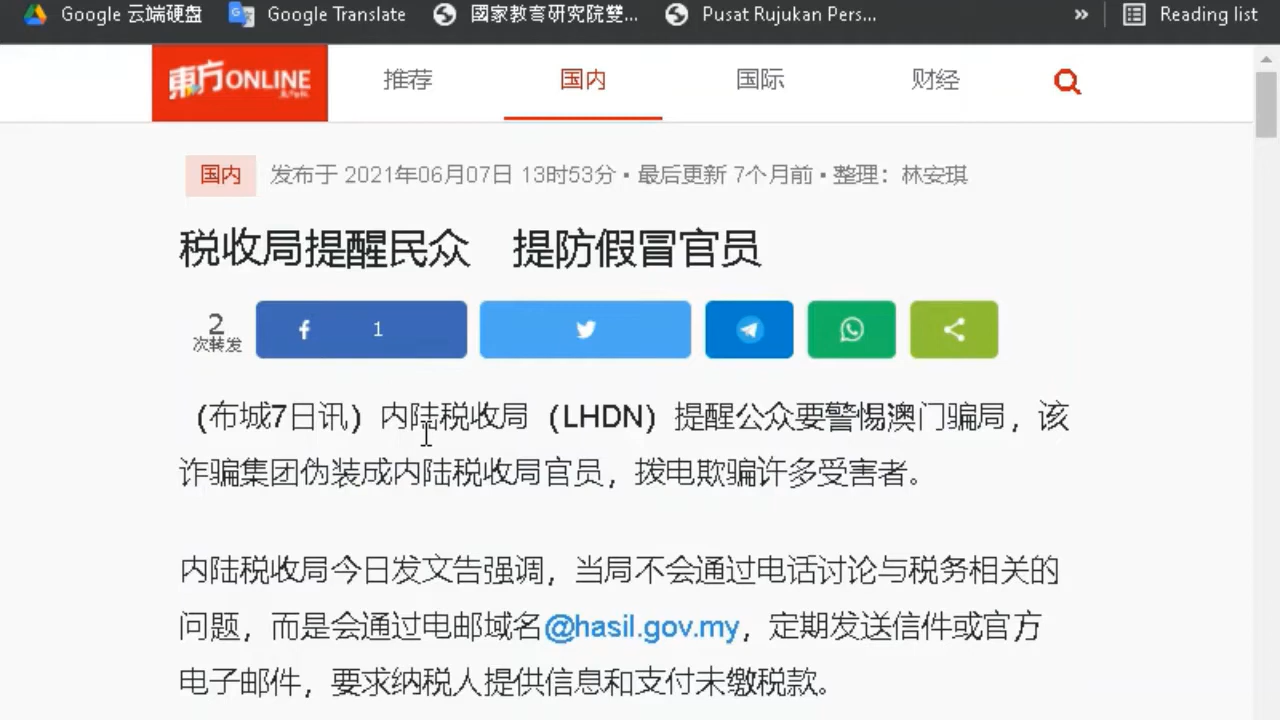 Google 云端硬盘 Google Translate 國家教育研究院雙... Pusat Rujukan Pers... » Reading list
東方ONLINE 推荐 国内 国际 财经
国内 发布于 2021年06月07日 13时53分 • 最后更新 7个月前 • 整理：林安琪
税收局提醒民众 提防假冒官员
2 1
次转发
（布城7日讯）内陆税收局（LHDN）提醒公众要警惕澳门骗局，该
诈骗集团伪装成内陆税收局官员，拨电欺骗许多受害者。
内陆税收局今日发文告强调，当局不会通过电话讨论与税务相关的
问题，而是会通过电邮域名@hasil.gov.my，定期发送信件或官方
电子邮件，要求纳税人提供信息和支付未缴税款。